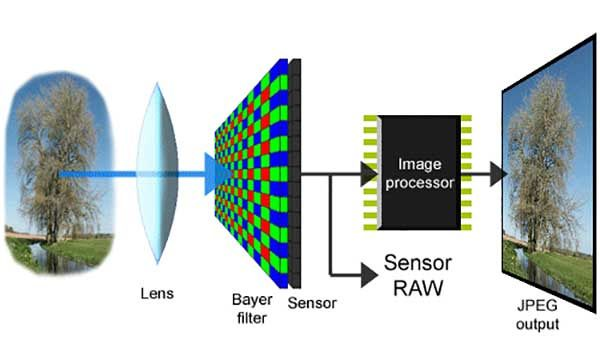 Lens
Bayer
filter
Sensor
Image
processor
Sensor
RAW
JPEG
output